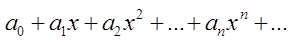 a₀ + a₁x + a₂x² + ... + aₙxⁿ + ...